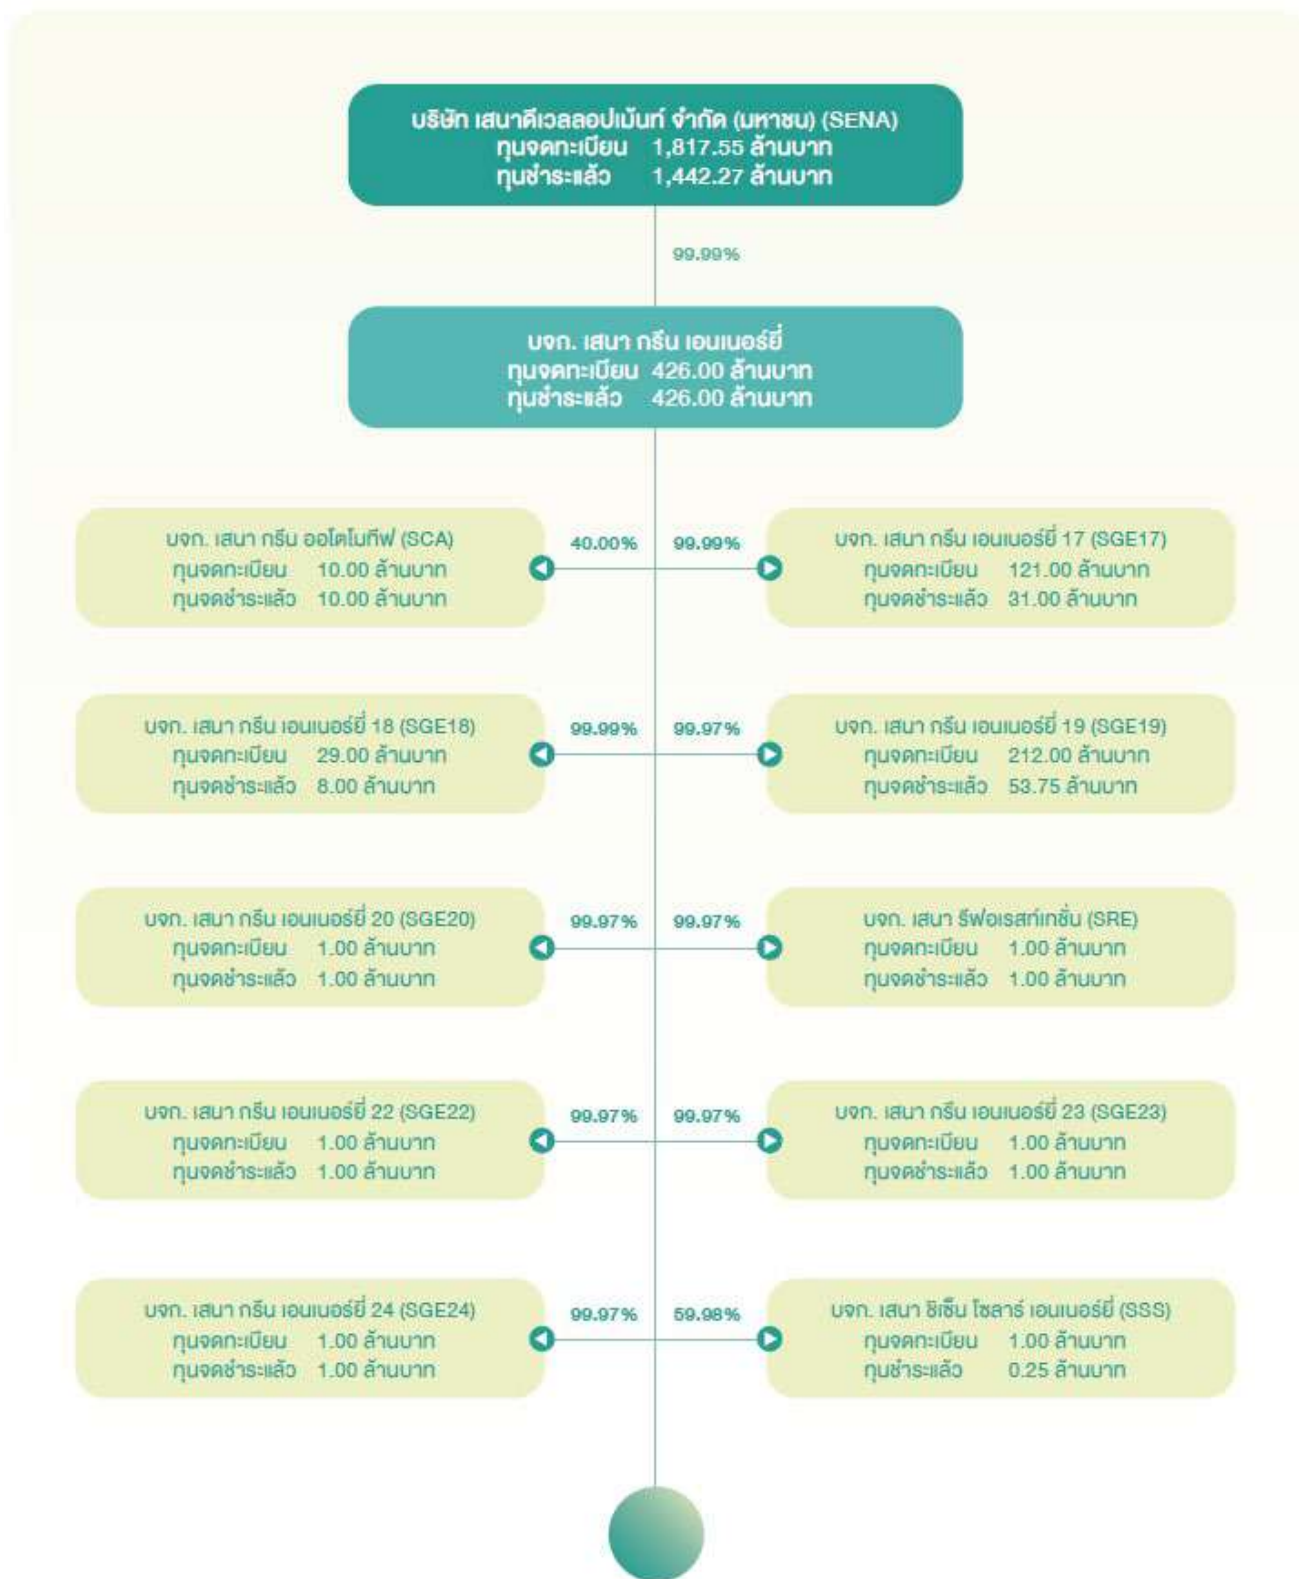 บริษัท เสนาดีเวลลอปเม้นท์ จำกัด (มหาชน) (SENA)
ทุนจดทะเบียน 1,817.55 ล้านบาท
ทุนชำระแล้ว 1,442.27 ล้านบาท
99.99%
บจก. เสนา กรีน เอนเนอร์ยี่
ทุนจดทะเบียน 426.00 ล้านบาท
ทุนชำระแล้ว 426.00 ล้านบาท
บจก. เสนา กรีน ออโตโมทีฟ (SCA)
ทุนจดทะเบียน 10.00 ล้านบาท
ทุนจดชำระแล้ว 10.00 ล้านบาท
40.00%
99.99%
บจก. เสนา กรีน เอนเนอร์ยี่ 17 (SGE17)
ทุนจดทะเบียน 121.00 ล้านบาท
ทุนจดชำระแล้ว 31.00 ล้านบาท
บจก. เสนา กรีน เอนเนอร์ยี่ 18 (SGE18)
ทุนจดทะเบียน 29.00 ล้านบาท
ทุนจดชำระแล้ว 8.00 ล้านบาท
99.99%
99.97%
บจก. เสนา กรีน เอนเนอร์ยี่ 19 (SGE19)
ทุนจดทะเบียน 212.00 ล้านบาท
ทุนจดชำระแล้ว 53.75 ล้านบาท
บจก. เสนา กรีน เอนเนอร์ยี่ 20 (SGE20)
ทุนจดทะเบียน 1.00 ล้านบาท
ทุนจดชำระแล้ว 1.00 ล้านบาท
99.97%
99.97%
บจก. เสนา รีฟอเรสท์เทชั่น (SRE)
ทุนจดทะเบียน 1.00 ล้านบาท
ทุนจดชำระแล้ว 1.00 ล้านบาท
บจก. เสนา กรีน เอนเนอร์ยี่ 22 (SGE22)
ทุนจดทะเบียน 1.00 ล้านบาท
ทุนจดชำระแล้ว 1.00 ล้านบาท
99.97%
99.97%
บจก. เสนา กรีน เอนเนอร์ยี่ 23 (SGE23)
ทุนจดทะเบียน 1.00 ล้านบาท
ทุนจดชำระแล้ว 1.00 ล้านบาท
บจก. เสนา กรีน เอนเนอร์ยี่ 24 (SGE24)
ทุนจดทะเบียน 1.00 ล้านบาท
ทุนจดชำระแล้ว 1.00 ล้านบาท
99.97%
59.98%
บจก. เสนา ชิเซ็น โซลาร์ เอนเนอร์ยี่ (SSS)
ทุนจดทะเบียน 1.00 ล้านบาท
ทุนชำระแล้ว 0.25 ล้านบาท